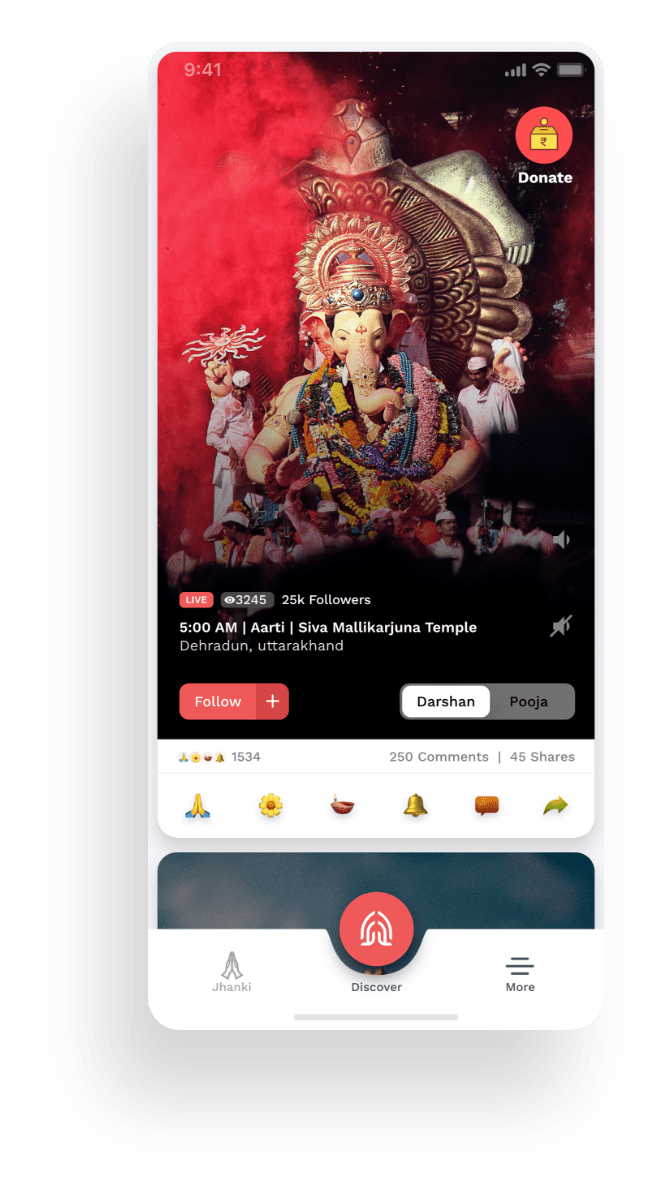 9:41
₹
Donate
LIVE 3245 25k Followers
5:00 AM | Aarti | Siva Mallikarjuna Temple
Dehradun, uttarakhand
Follow + Darshan Pooja
1534 250 Comments | 45 Shares
Jhanki Discover More